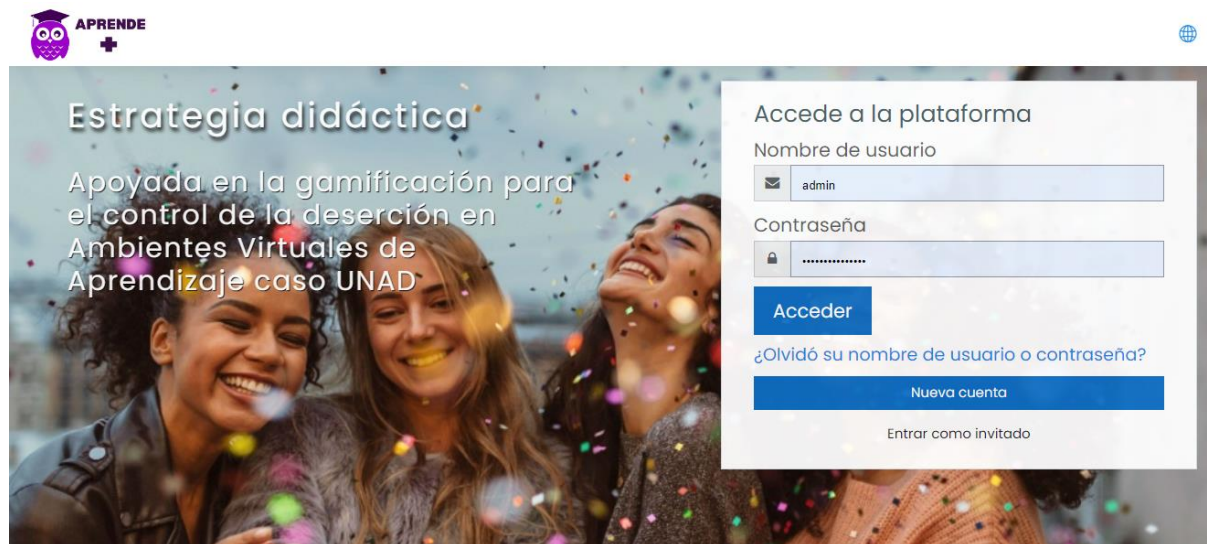 APRENDE
Estrategia didáctica
Apoyada en la gamificación para
el control de la deserción en
Ambientes Virtuales de
Aprendizaje caso UNAD
Accede a la plataforma
Nombre de usuario
admin
Contraseña
Acceder
¿Olvidó su nombre de usuario o contraseña?
Nueva cuenta
Entrar como invitado